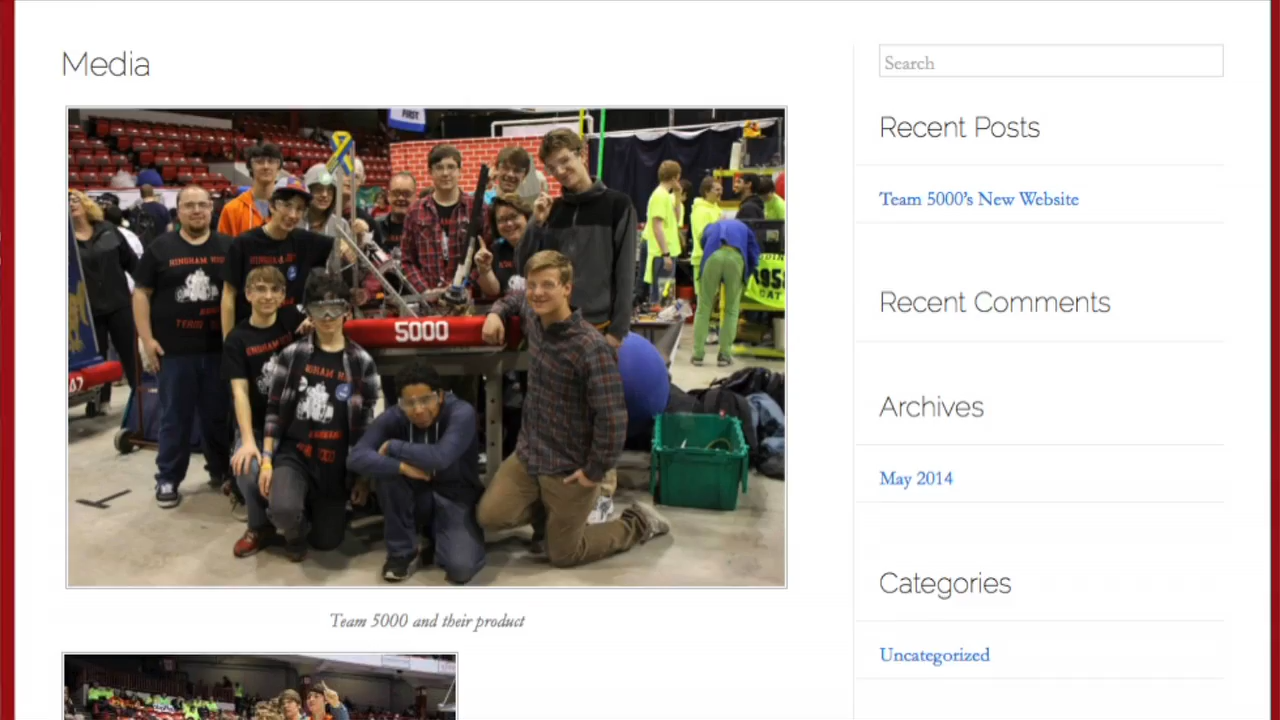 Media
Search
Recent Posts
Team 5000's New Website
Recent Comments
Archives
May 2014
Categories
Uncategorized
FIRST
HINGHAM
5000
Team 5000 and their product